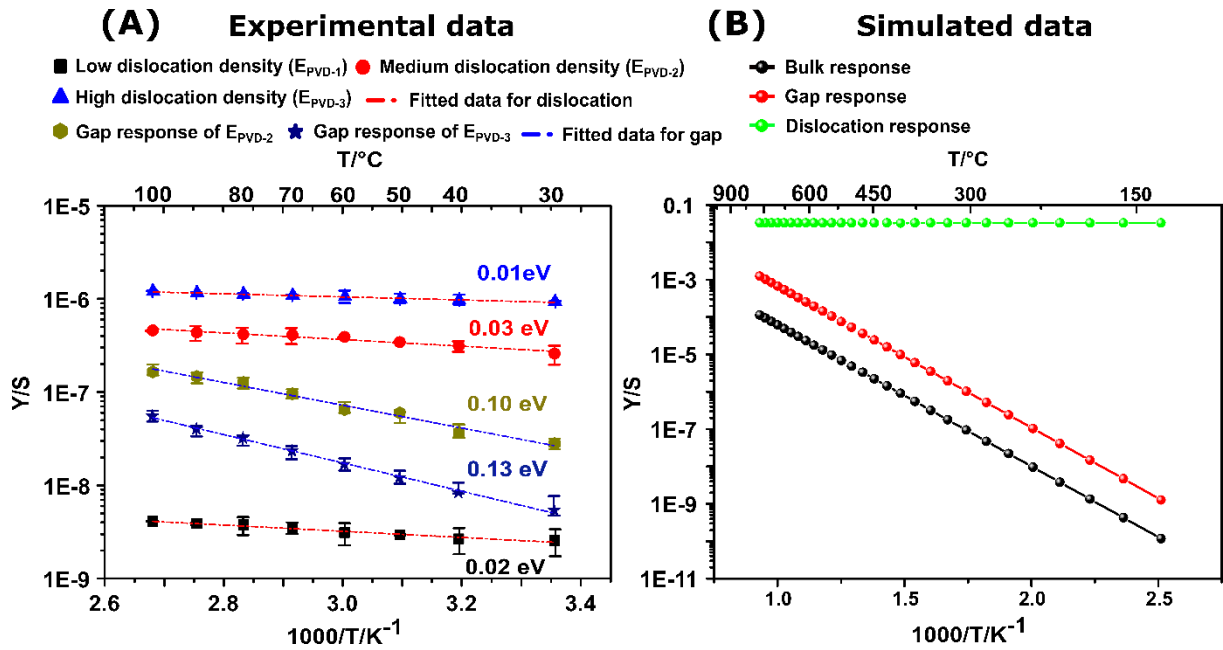 (A) Experimental data
Low dislocation density (EPVD-1) Medium dislocation density (EPVD-2)
High dislocation density (EPVD-3) Fitted data for dislocation
Gap response of EPVD-2 Gap response of EPVD-3 Fitted data for gap
T/°C
100 80 70 60 50 40 30
1E-5
1E-6
1E-7
1E-8
1E-9
Y/S
0.01eV
0.03 eV
0.10 eV
0.13 eV
0.02 eV
2.6 2.8 3.0 3.2 3.4
1000/T/K-1
(B) Simulated data
Bulk response
Gap response
Dislocation response
T/°C
900 600 450 300 150
0.1
1E-3
1E-5
1E-7
1E-9
1E-11
Y/S
1.0 1.5 2.0 2.5
1000/T/K-1